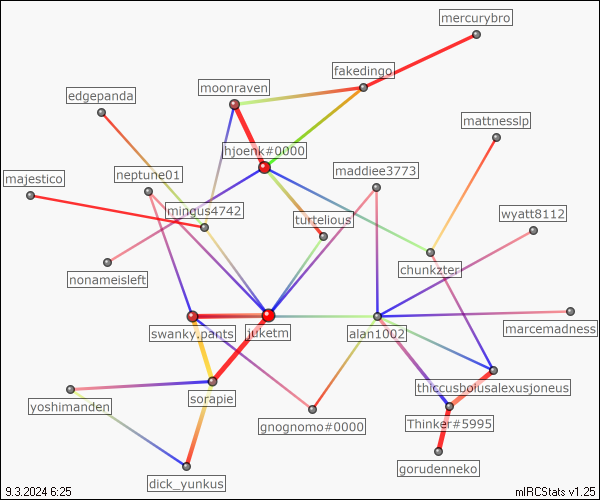 mercurybro
fakedingo
moonraven
edgepanda
mattnesslp
hjoenk#0000
maddiee3773
neptune01
majestico
mingus4742
wyatt8112
turtelious
chunkzter
nonameisleft
swanky.pants
juketm
alan1002
marcemadness
thiccusboiusalexusjoneus
sorapie
yoshimanden
gnognomo#0000
Thinker#5995
gorudenneko
dick_yunkus
9.3.2024 6:25
mIRCStats v1.25